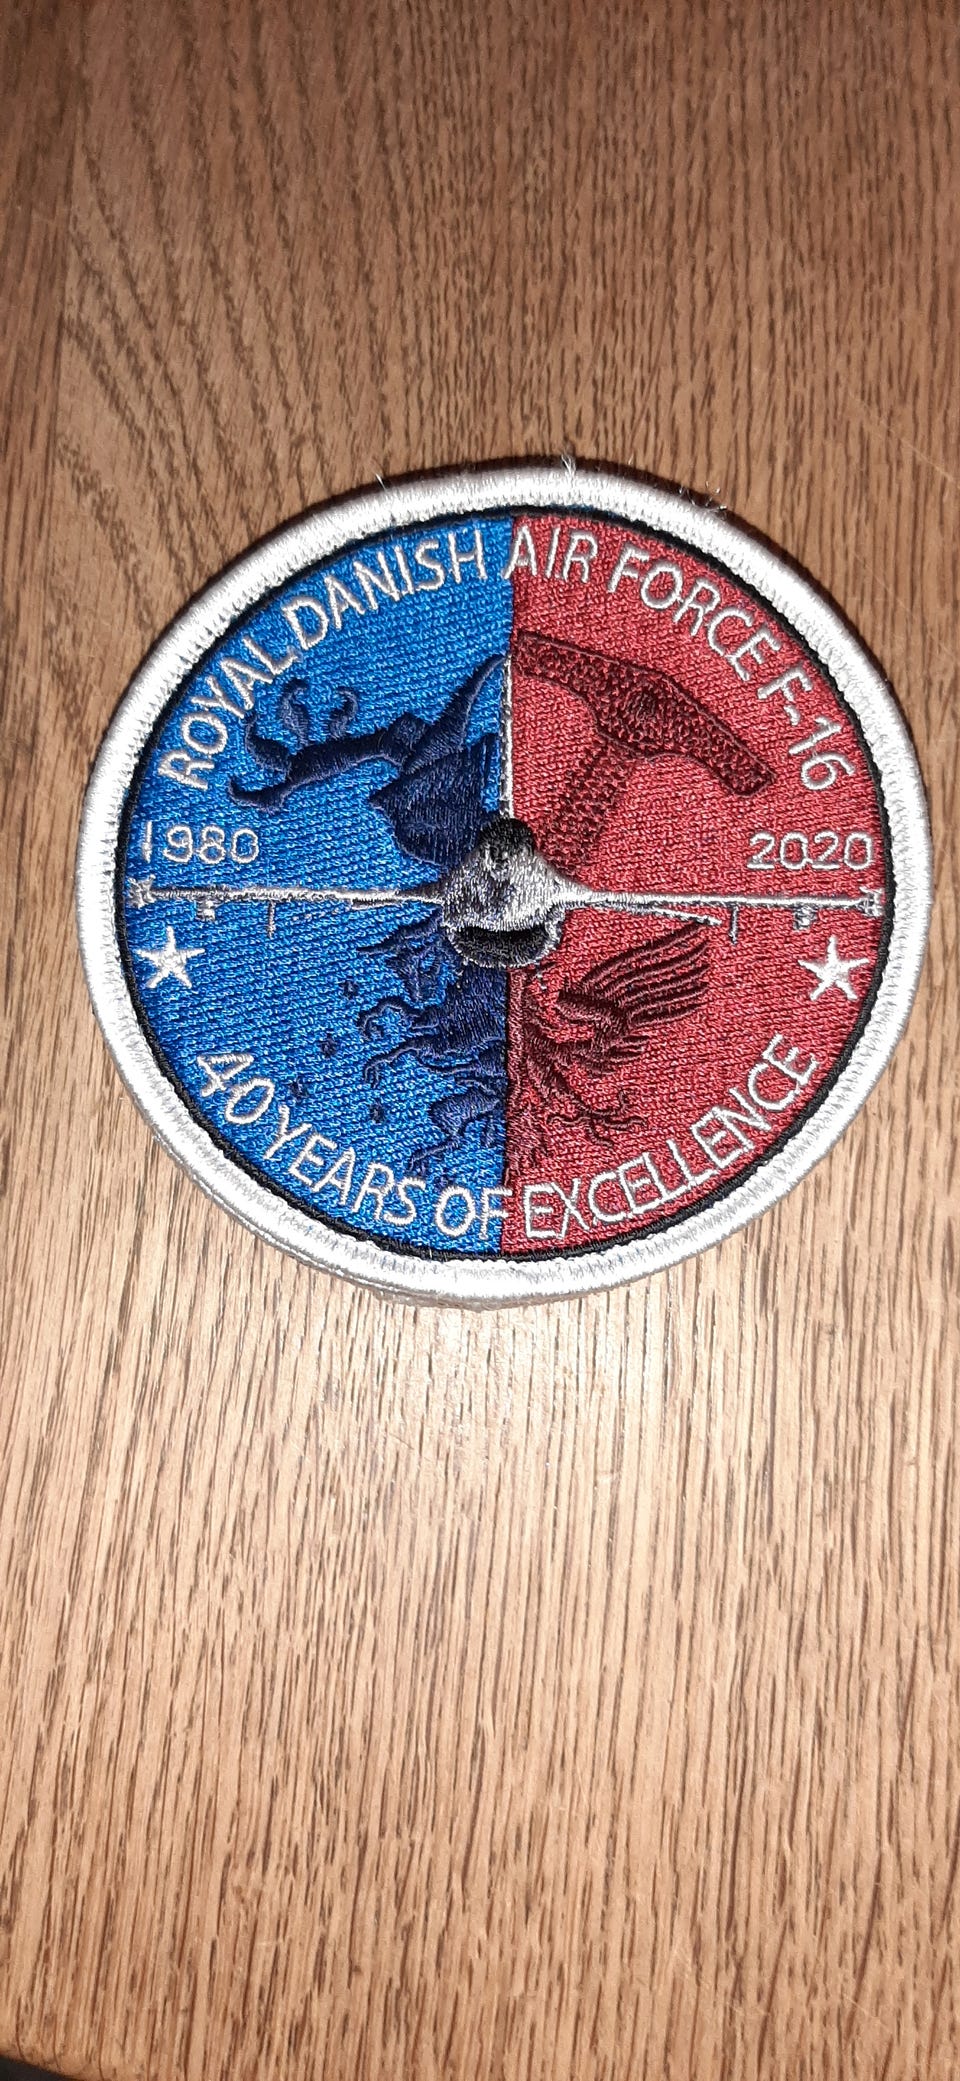 ROYAL DANISH AIR FORCE F-16
1980
2020
40 YEARS OF EXCELLENCE